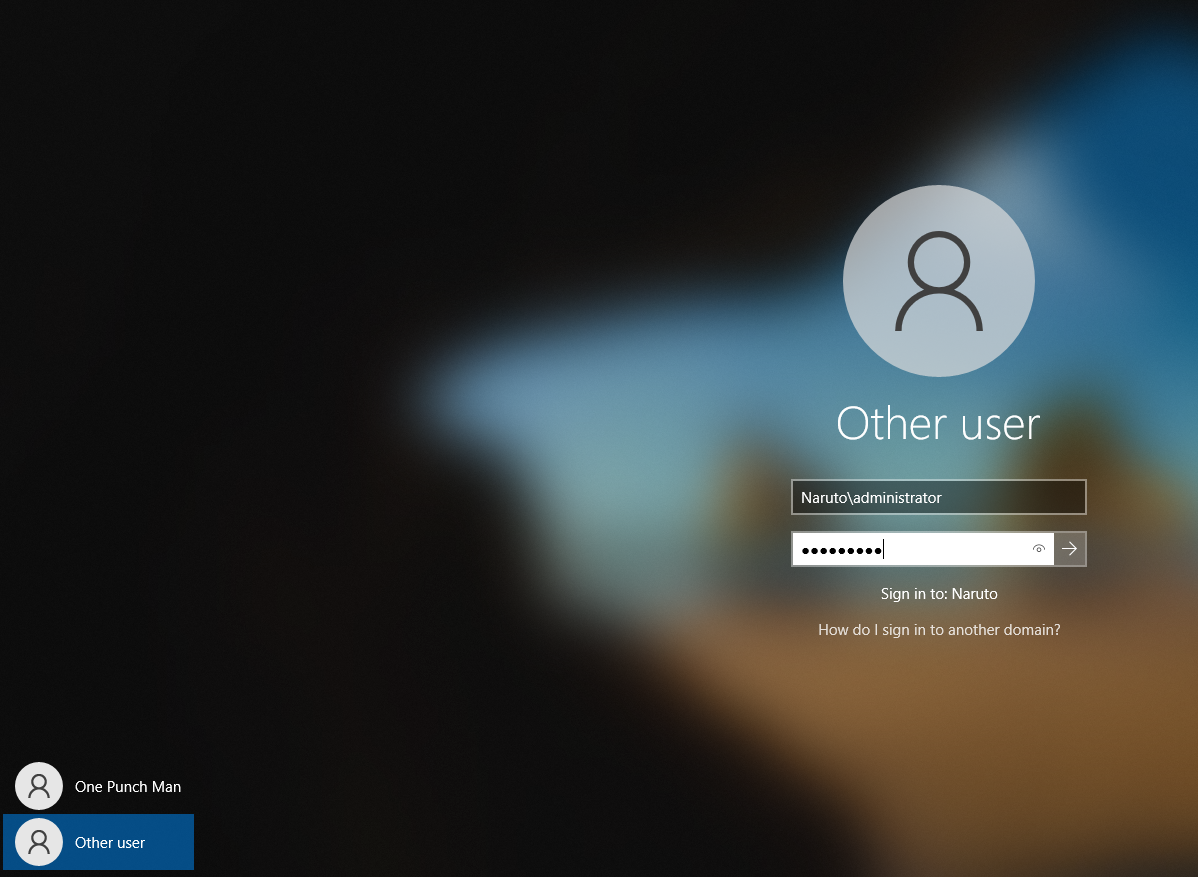 Other user
Naruto\administrator
●●●●●●●●●
Sign in to: Naruto
How do I sign in to another domain?
One Punch Man
Other user